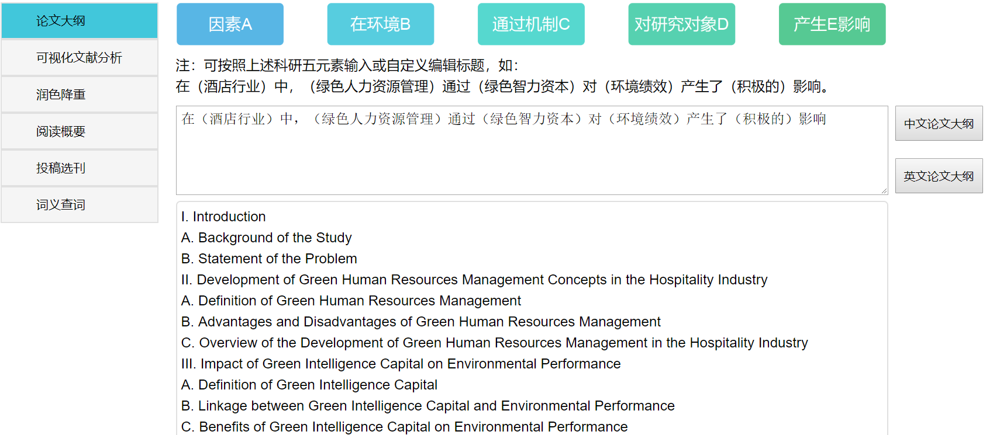 论文大纲
可视化文献分析
润色降重
阅读概要
投稿选刊
词义查词
因素A
在环境B
通过机制C
对研究对象D
产生E影响
注：可按照上述科研五元素输入或自定义编辑标题，如：
在（酒店行业）中，（绿色人力资源管理）通过（绿色智力资本）对（环境绩效）产生了（积极的）影响。
在（酒店行业）中，（绿色人力资源管理）通过（绿色智力资本）对（环境绩效）产生了（积极的）影响
中文论文大纲
英文论文大纲
I. Introduction
A. Background of the Study
B. Statement of the Problem
II. Development of Green Human Resources Management Concepts in the Hospitality Industry
A. Definition of Green Human Resources Management
B. Advantages and Disadvantages of Green Human Resources Management
C. Overview of the Development of Green Human Resources Management in the Hospitality Industry
III. Impact of Green Intelligence Capital on Environmental Performance
A. Definition of Green Intelligence Capital
B. Linkage between Green Intelligence Capital and Environmental Performance
C. Benefits of Green Intelligence Capital on Environmental Performance